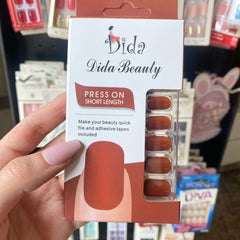 Dida
Dida Beauty
PRESS ON
SHORT LENGTH
Make your beauty quick
file and adhesive tapes
included
DIVA